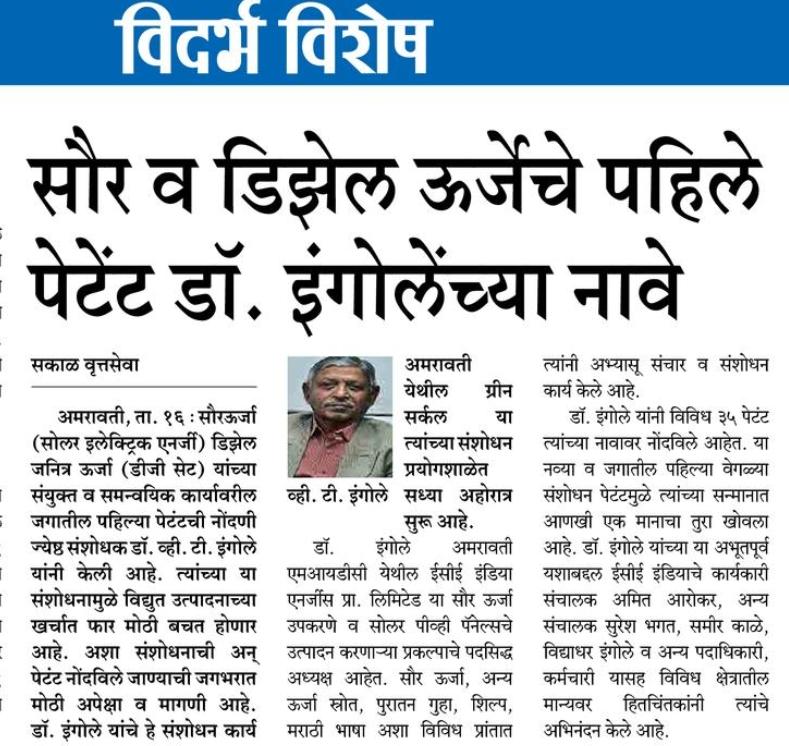 विदर्भ विशेष
सौर व डिझेल ऊर्जेचे पहिले
पेटेंट डॉ. इंगोलेंच्या नावे
सकाळ वृत्तसेवा
अमरावती, ता. १६ : सौरऊर्जा
(सोलर इलेक्ट्रिक एनर्जी) डिझेल
जनित्र ऊर्जा (डीजी सेट) यांच्या
संयुक्त व समन्वयिक कार्यावरील
जगातील पहिल्या पेटंटची नोंदणी
ज्येष्ठ संशोधक डॉ. व्ही. टी. इंगोले
यांनी केली आहे. त्यांच्या या
संशोधनामुळे विद्युत उत्पादनाच्या
खर्चात फार मोठी बचत होणार
आहे. अशा संशोधनाची अन्
पेटंट नोंदविले जाण्याची जगभरात
मोठी अपेक्षा व मागणी आहे.
डॉ. इंगोले यांचे हे संशोधन कार्य
व्ही. टी. इंगोले
अमरावती
येथील ग्रीन
सर्कल या
त्यांच्या संशोधन
प्रयोगशाळेत
सध्या अहोरात्र
सुरू आहे.
डॉ. इंगोले अमरावती
एमआयडीसी येथील ईसीई इंडिया
एनर्जीस प्रा. लिमिटेड या सौर ऊर्जा
उपकरणे व सोलर पीव्ही पॅनेल्सचे
उत्पादन करणाऱ्या प्रकल्पाचे पदसिद्ध
अध्यक्ष आहेत. सौर ऊर्जा, अन्य
ऊर्जा स्रोत, पुरातन गुहा, शिल्प,
मराठी भाषा अशा विविध प्रांतात
त्यांनी अभ्यासू संचार व संशोधन
कार्य केले आहे.
डॉ. इंगोले यांनी विविध ३५ पेटंट
त्यांच्या नावावर नोंदविले आहेत. या
नव्या व जगातील पहिल्या वेगळ्या
संशोधन पेटंटमुळे त्यांच्या सन्मानात
आणखी एक मानाचा तुरा खोवला
आहे. डॉ. इंगोले यांच्या या अभूतपूर्व
यशाबद्दल ईसीई इंडियाचे कार्यकारी
संचालक अमित आरोकर, अन्य
संचालक सुरेश भगत, समीर काळे,
विद्याधर इंगोले व अन्य पदाधिकारी,
कर्मचारी यासह विविध क्षेत्रातील
मान्यवर हितचिंतकांनी त्यांचे
अभिनंदन केले आहे.